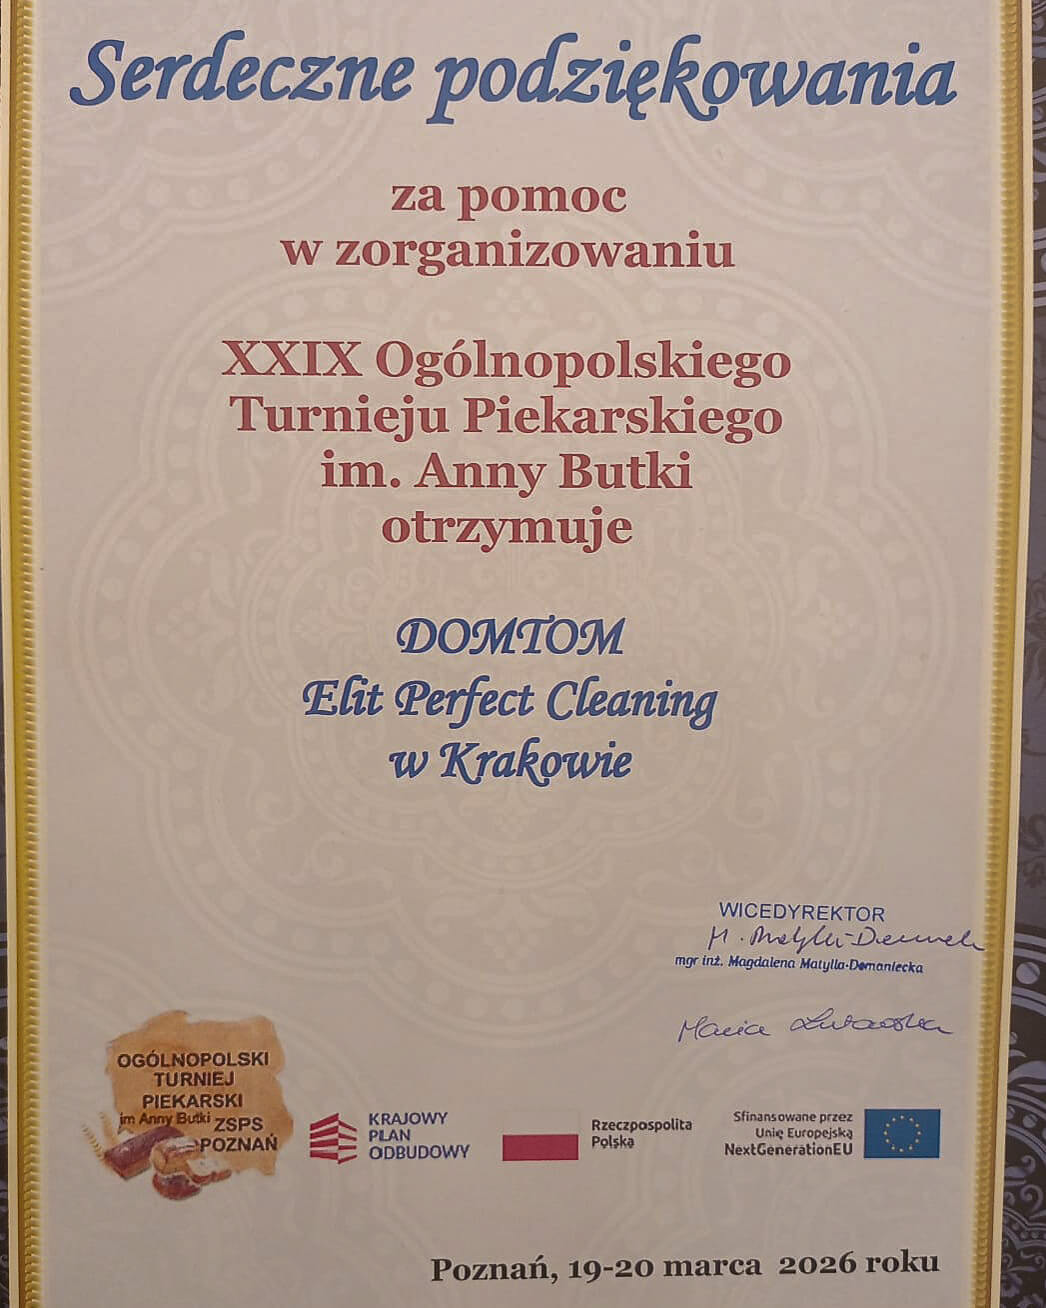 Serdeczne podziękowania
za pomoc
w zorganizowaniu
XXIX Ogólnopolskiego
Turnieju Piekarskiego
im. Anny Butki
otrzymuje
DOMTOM
Elit Perfect Cleaning
w Krakowie
WICEDYREKTOR
mgr inż. Magdalena Matylla-Domaniecka
Maria
OGÓLNOPOLSKI
TURNIEJ
PIEKARSKI
im Anny Butki ZSPS
POZNAŃ
KRAJOWY
PLAN
ODBUDOWY
Rzeczpospolita
Polska
Sfinansowane przez
Unię Europejską
NextGenerationEU
Poznań, 19-20 marca 2026 roku